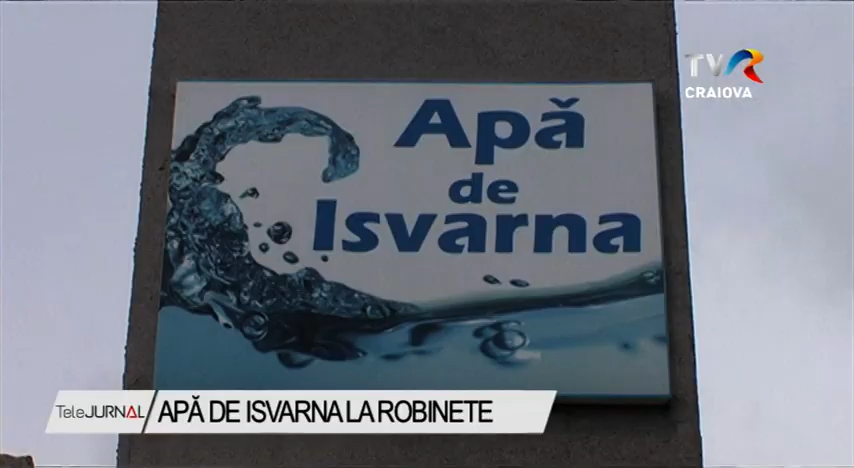 TVR
CRAIOVA
Apă
de
Isvarna
TeleJURNAL
APĂ DE ISVARNA LA ROBINETE